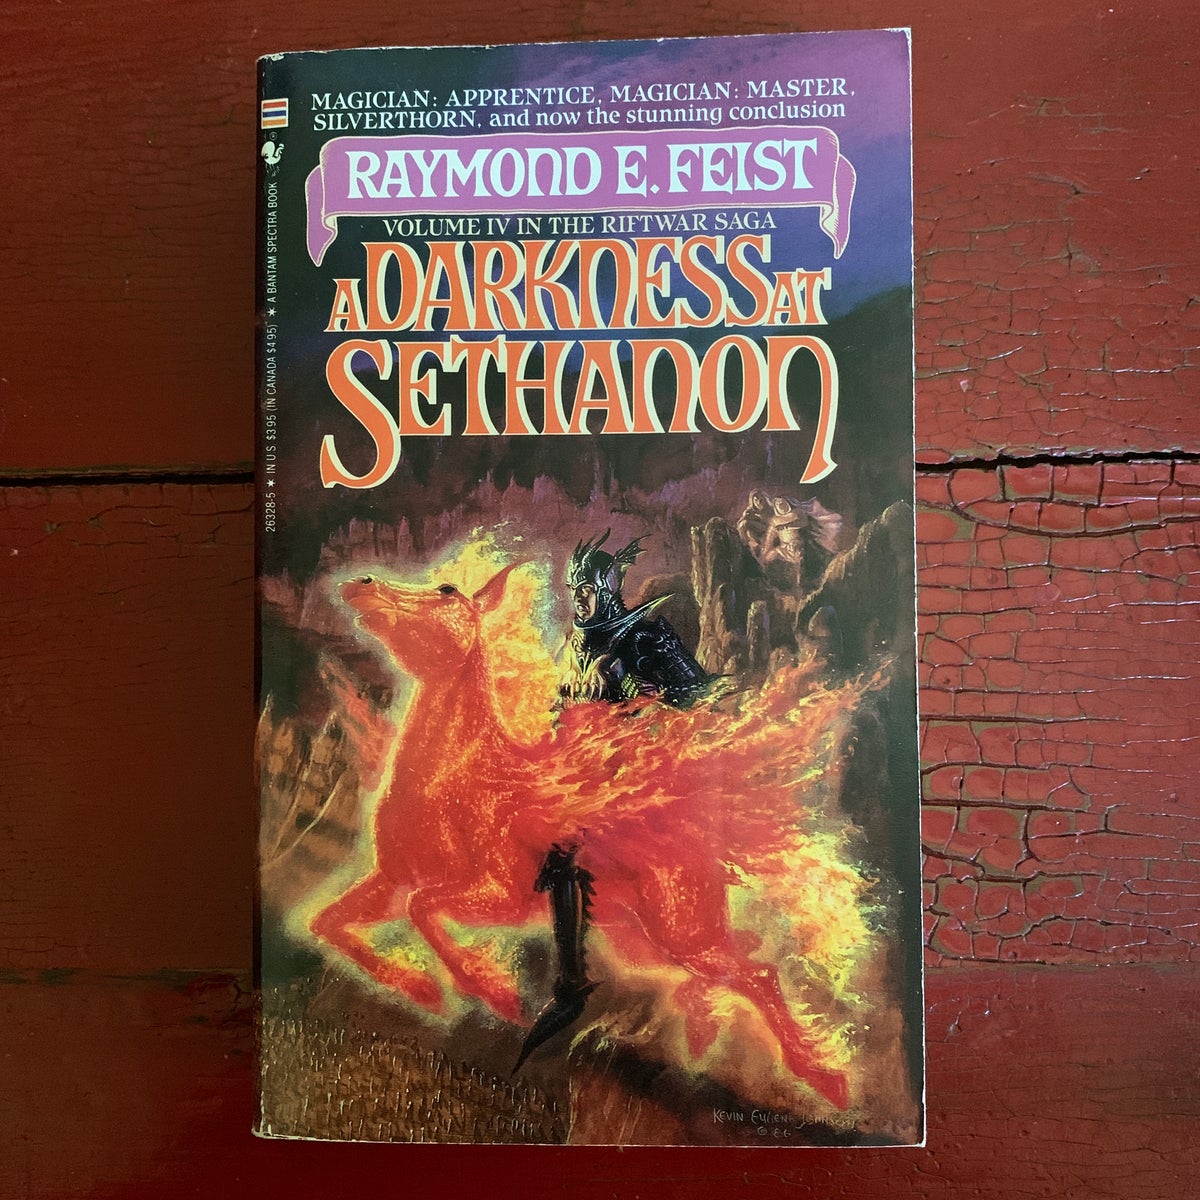 MAGICIAN: APPRENTICE, MAGICIAN: MASTER,
SILVERTHORN, and now the stunning conclusion
RAYMOND E. FEIST
VOLUME IV IN THE RIFTWAR SAGA
A DARKNESS AT
SETHANON
26328-5 ★ IN U.S. $3.95 (IN CANADA $4.95) ★ A BANTAM SPECTRA BOOK
KEVIN EUGENE JOHNSON
© 86